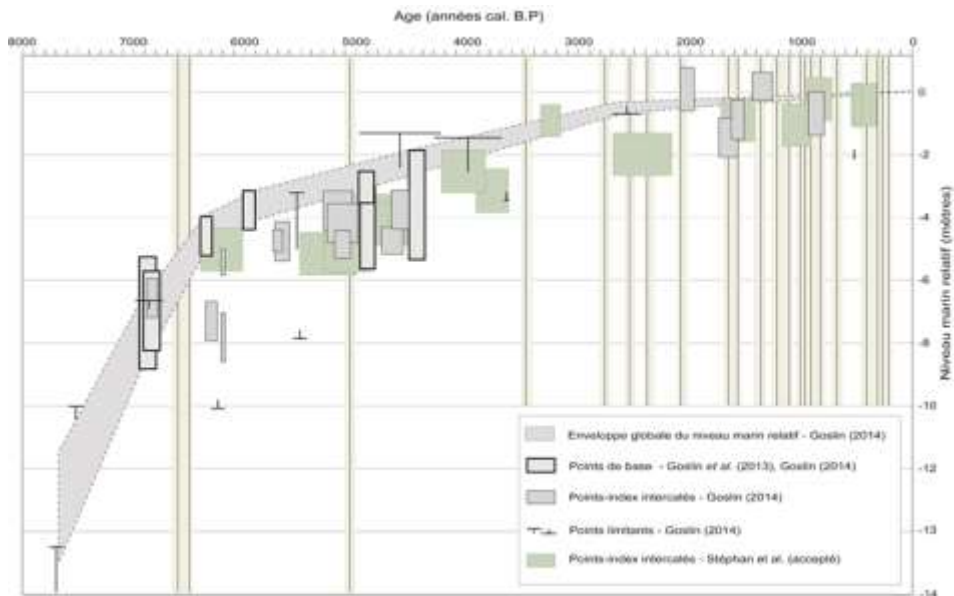 Age (années cal. B.P)
8000 7000 6000 5000 4000 3000 2000 1000 0
0
-2
-4
-6
-8
-10
-12
-13
-14
Niveau marin relatif (mètres)
Enveloppe globale du niveau marin relatif - Goslin (2014)
Points de base - Goslin et al. (2013), Goslin (2014)
Points-index intercalés - Goslin (2014)
Points limitants - Goslin (2014)
Points-index intercalés - Stéphan et al. (accepté)